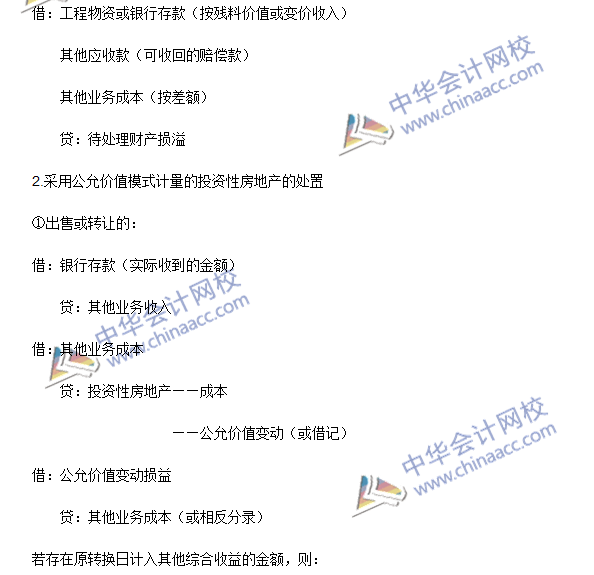 借：工程物资或银行存款（按残料价值或变价收入）
其他应收款（可收回的赔偿款）
其他业务成本（按差额）
贷：待处理财产损溢
中华会计网校
www.chinaacc.com
2.采用公允价值模式计量的投资性房地产的处置
①出售或转让的：
借：银行存款（实际收到的金额）
贷：其他业务收入
中华会计网校
www.chinaacc.com
借：其他业务成本
贷：投资性房地产——成本
——公允价值变动（或借记）
中华会计网校
www.chinaacc.com
借：公允价值变动损益
贷：其他业务成本（或相反分录）
若存在原转换日计入其他综合收益的金额，则：